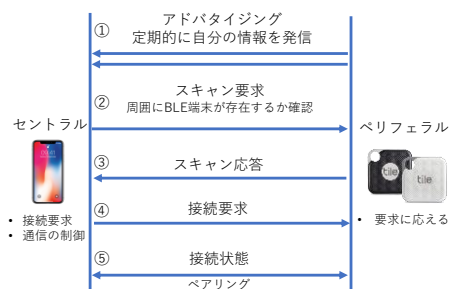 ① アドバタイジング
定期的に自分の情報を発信
② スキャン要求
周囲にBLE端末が存在するか確認
セントラル
ペリフェラル
tile
tile
③ スキャン応答
④ 接続要求
• 接続要求
• 通信の制御
• 要求に応える
⑤ 接続状態
ペアリング